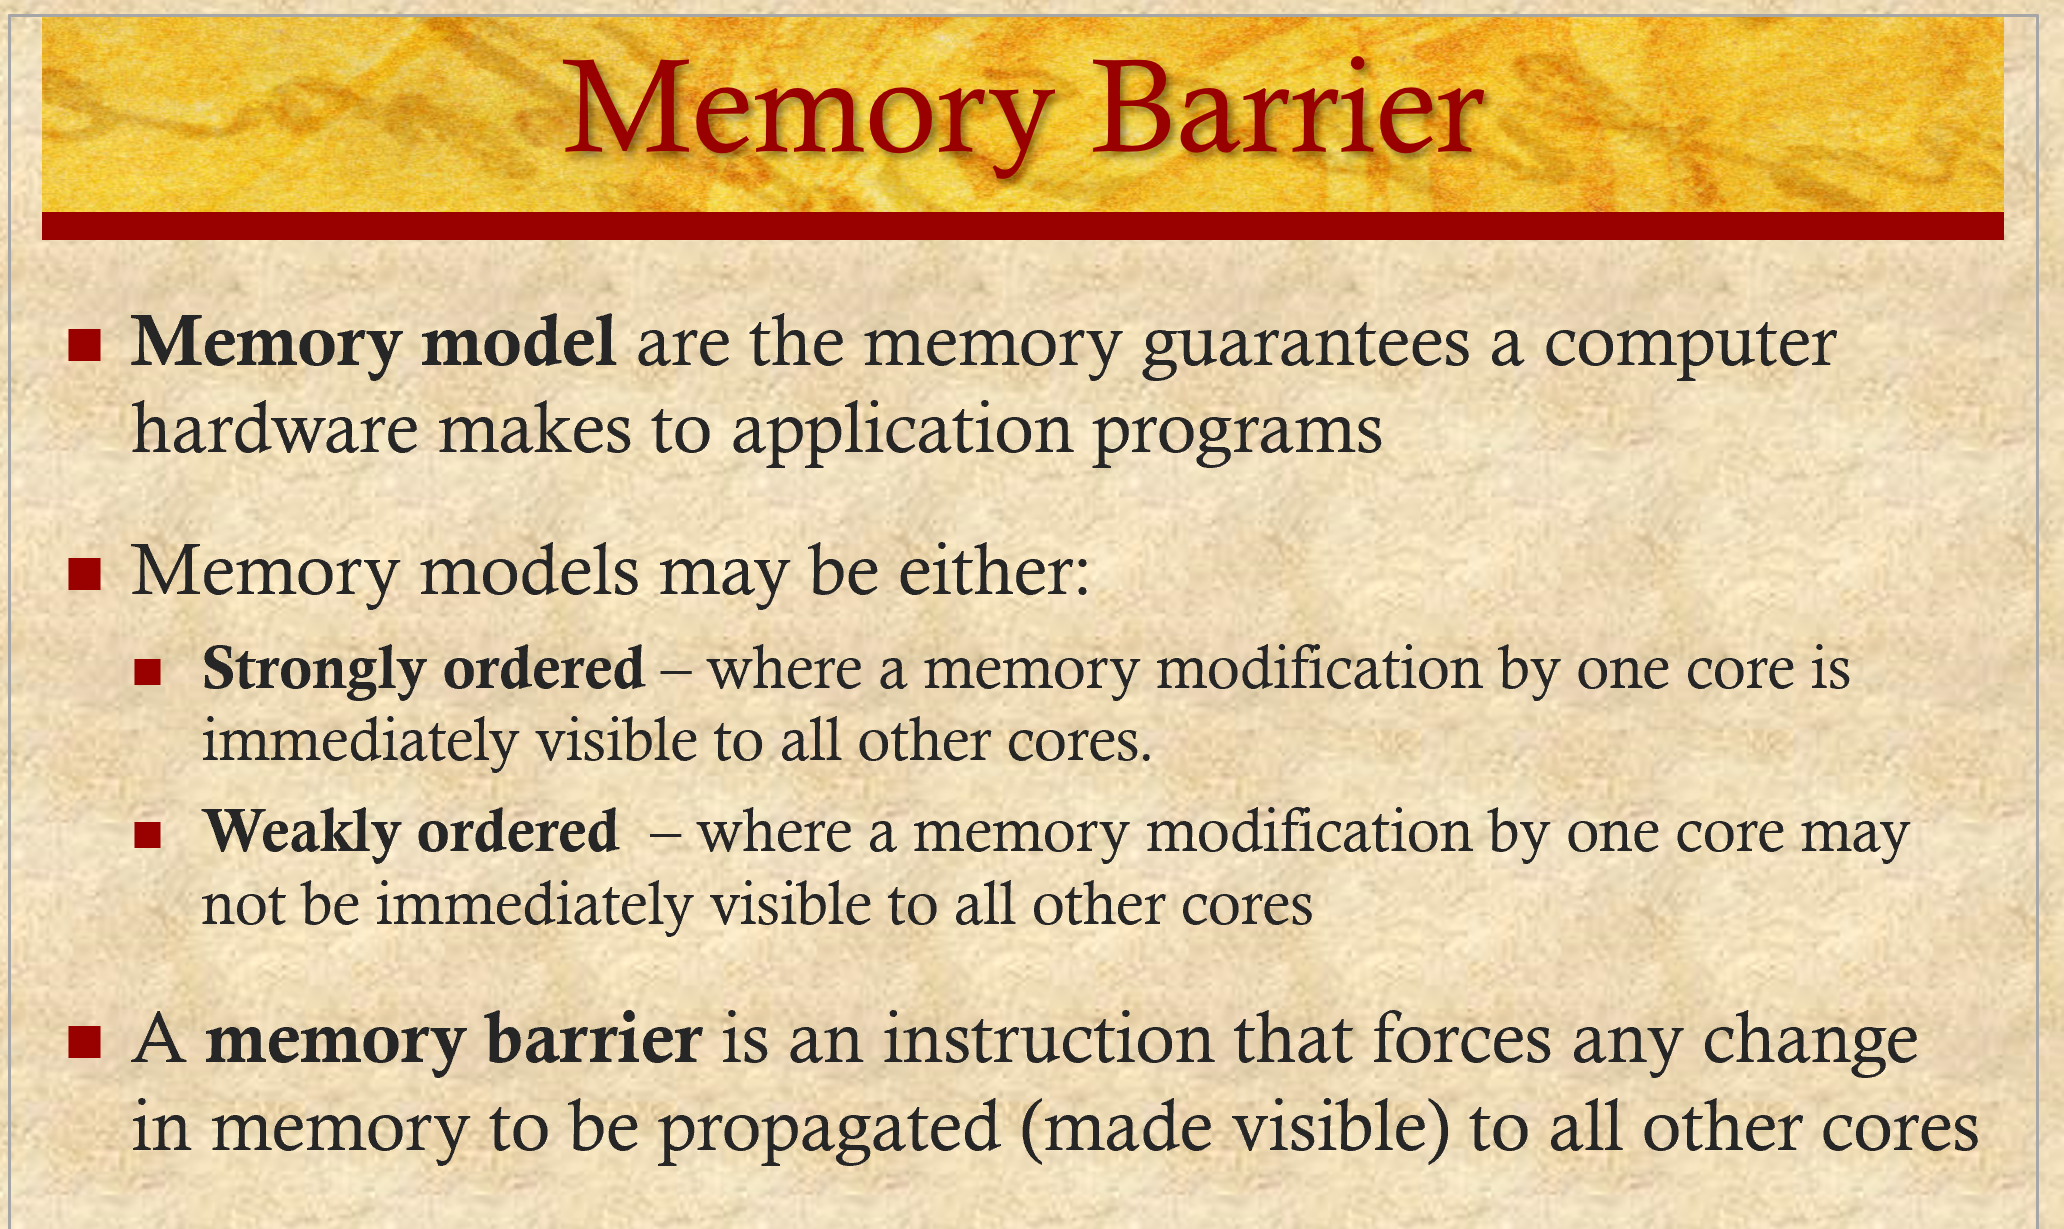 Memory Barrier
Memory model are the memory guarantees a computer
hardware makes to application programs
Memory models may be either:
Strongly ordered – where a memory modification by one core is
immediately visible to all other cores.
Weakly ordered – where a memory modification by one core may
not be immediately visible to all other cores
A memory barrier is an instruction that forces any change
in memory to be propagated (made visible) to all other cores